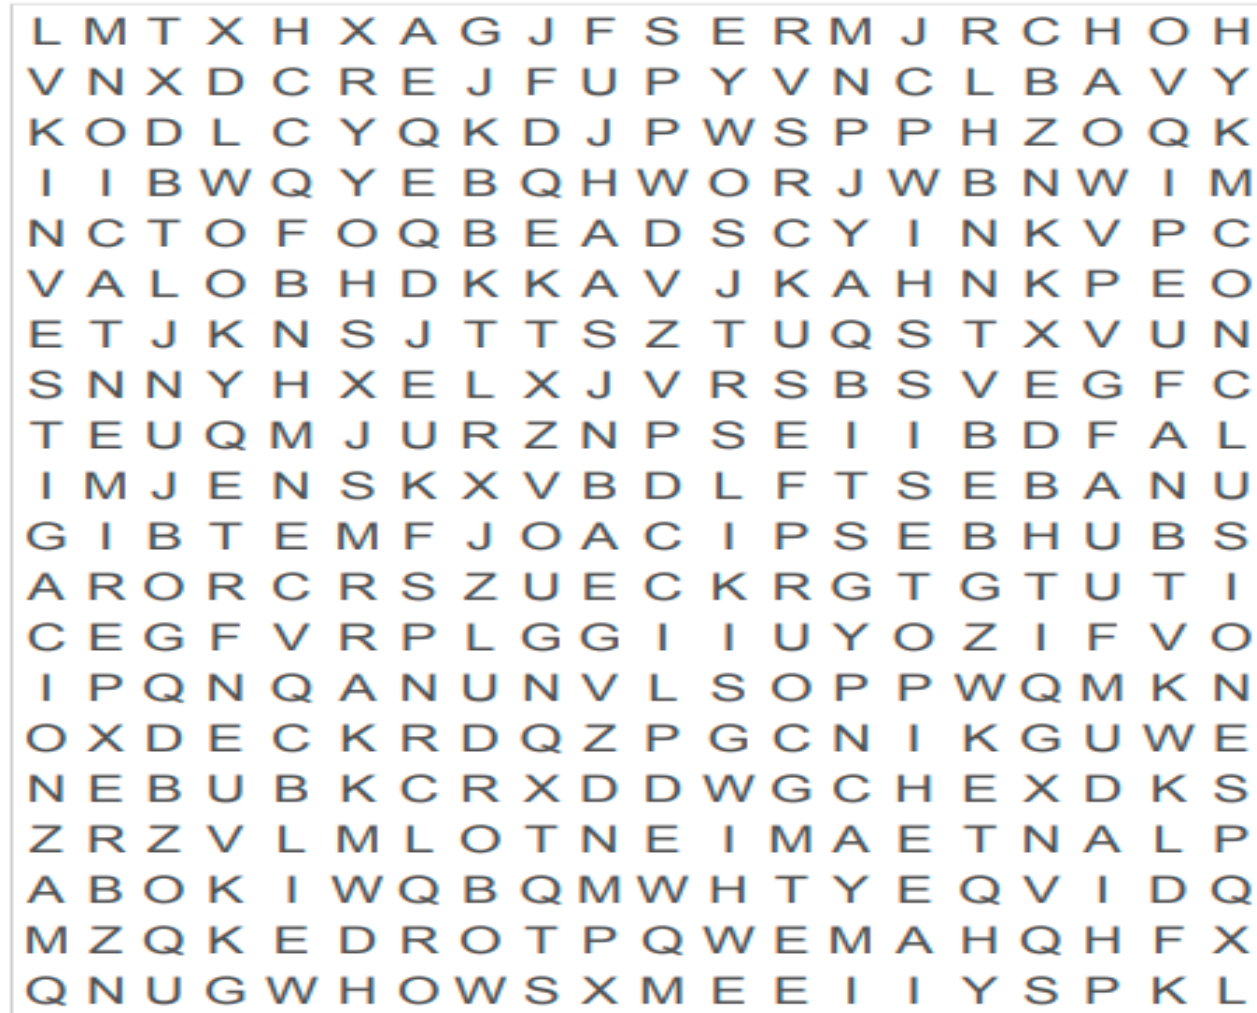 L M T X H X A G J F S E R M J R C H O H
V N X D C R E J F U P Y V N C L B A V Y
K O D L C Y Q K D J P W S P P H Z O Q K
I I B W Q Y E B Q H W O R J W B N W I M
N C T O F O Q B E A D S C Y I N K V P C
V A L O B H D K K A V J K A H N K P E O
E T J K N S J T T S Z T U Q S T X V U N
S N N Y H X E L X J V R S B S V E G F C
T E U Q M J U R Z N P S E I I B D F A L
I M J E N S K X V B D L F T S E B A N U
G I B T E M F J O A C I P S E B H U B S
A R O R C R S Z U E C K R G T G T U T I
C E G F V R P L G G I I U Y O Z I F V O
I P Q N Q A N U N V L S O P P W Q M K N
O X D E C K R D Q Z P G C N I K G U W E
N E B U B K C R X D D W G C H E X D K S
Z R Z V L M L O T N E I M A E T N A L P
A B O K I W Q B Q M W H T Y E Q V I D Q
M Z Q K E D R O T P Q W E M A H Q H F X
Q N U G W H O W S X M E E I I Y S P K L